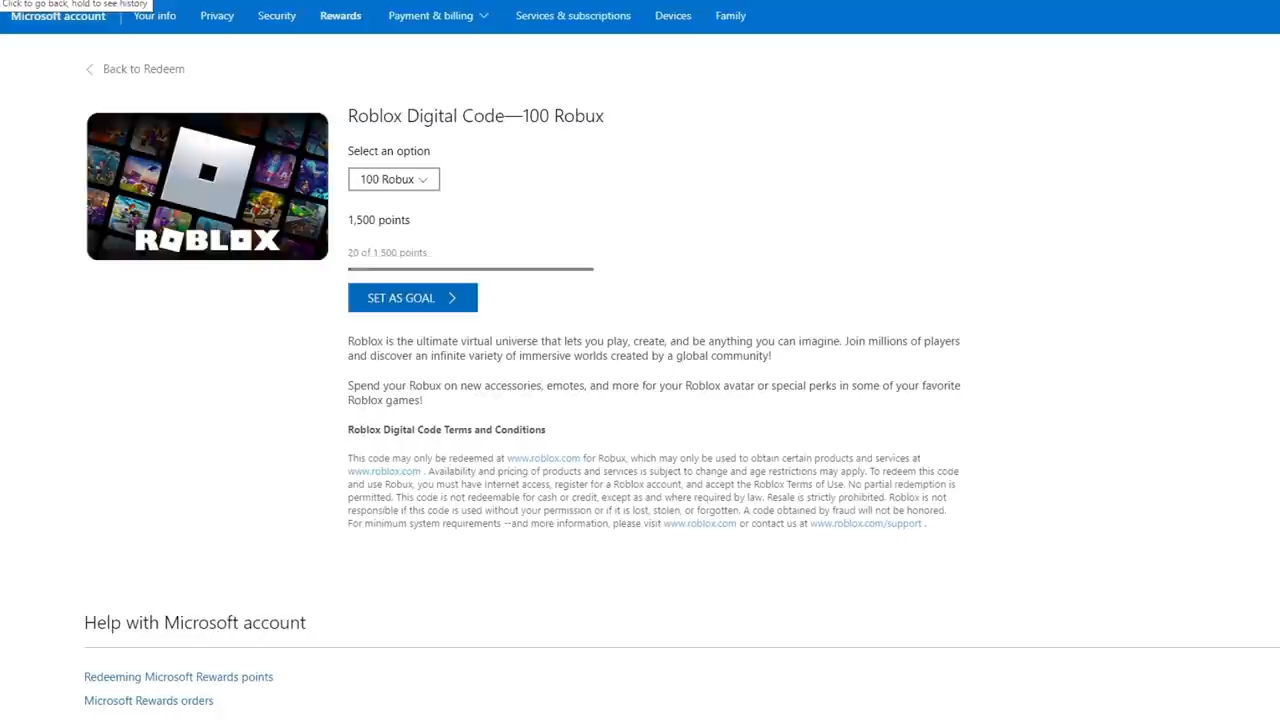 Click to go back, hold to see history
Microsoft account
Your info
Privacy
Security
Rewards
Payment & billing
Services & subscriptions
Devices
Family
Back to Redeem
Roblox Digital Code—100 Robux
Select an option
100 Robux
1,500 points
20 of 1,500 points
SET AS GOAL
ROBLOX
Roblox is the ultimate virtual universe that lets you play, create, and be anything you can imagine. Join millions of players
and discover an infinite variety of immersive worlds created by a global community!
Spend your Robux on new accessories, emotes, and more for your Roblox avatar or special perks in some of your favorite
Roblox games!
Roblox Digital Code Terms and Conditions
This code may only be redeemed at www.roblox.com for Robux, which may only be used to obtain certain products and services at
www.roblox.com . Availability and pricing of products and services is subject to change and age restrictions may apply. To redeem this code
and use Robux, you must have internet access, register for a Roblox account, and accept the Roblox Terms of Use. No partial redemption is
permitted. This code is not redeemable for cash or credit, except as and where required by law. Resale is strictly prohibited. Roblox is not
responsible if this code is used without your permission or if it is lost, stolen, or forgotten. A code obtained by fraud will not be honored.
For minimum system requirements --and more information, please visit www.roblox.com or contact us at www.roblox.com/support .
Help with Microsoft account
Redeeming Microsoft Rewards points
Microsoft Rewards orders